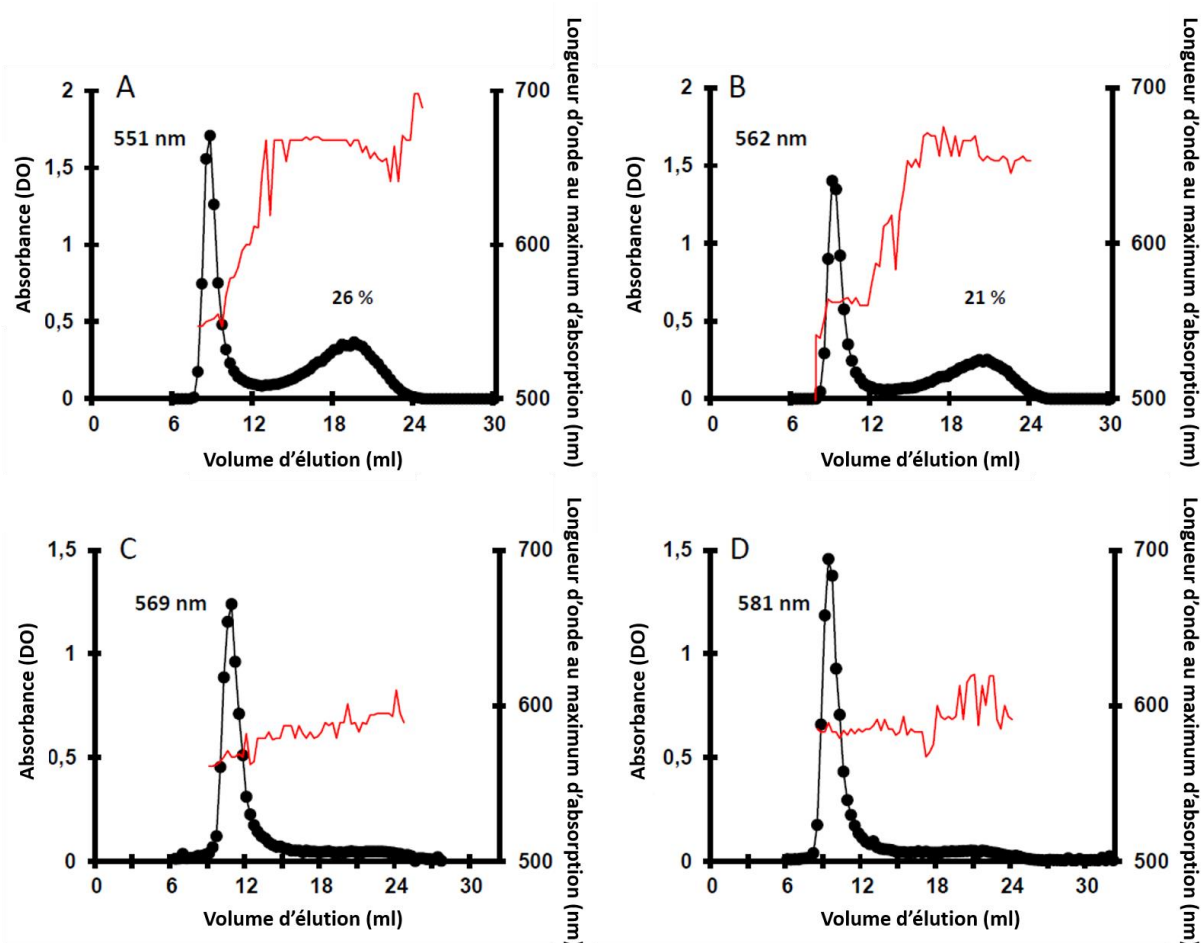 A
551 nm
26 %
Absorbance (DO)
2
1,5
1
0,5
0
0 6 12 18 24 30
Volume d'élution (ml)
700
600
500
Longueur d'onde au maximum d'absorption (nm)
B
562 nm
21 %
Absorbance (DO)
2
1,5
1
0,5
0
0 6 12 18 24 30
Volume d'élution (ml)
700
600
500
Longueur d'onde au maximum d'absorption (nm)
C
569 nm
Absorbance (DO)
1,5
1
0,5
0
0 6 12 18 24 30
Volume d'élution (ml)
700
600
500
Longueur d'onde au maximum d'absorption (nm)
D
581 nm
Absorbance (DO)
1,5
1
0,5
0
0 6 12 18 24 30
Volume d'élution (ml)
700
600
500
Longueur d'onde au maximum d'absorption (nm)